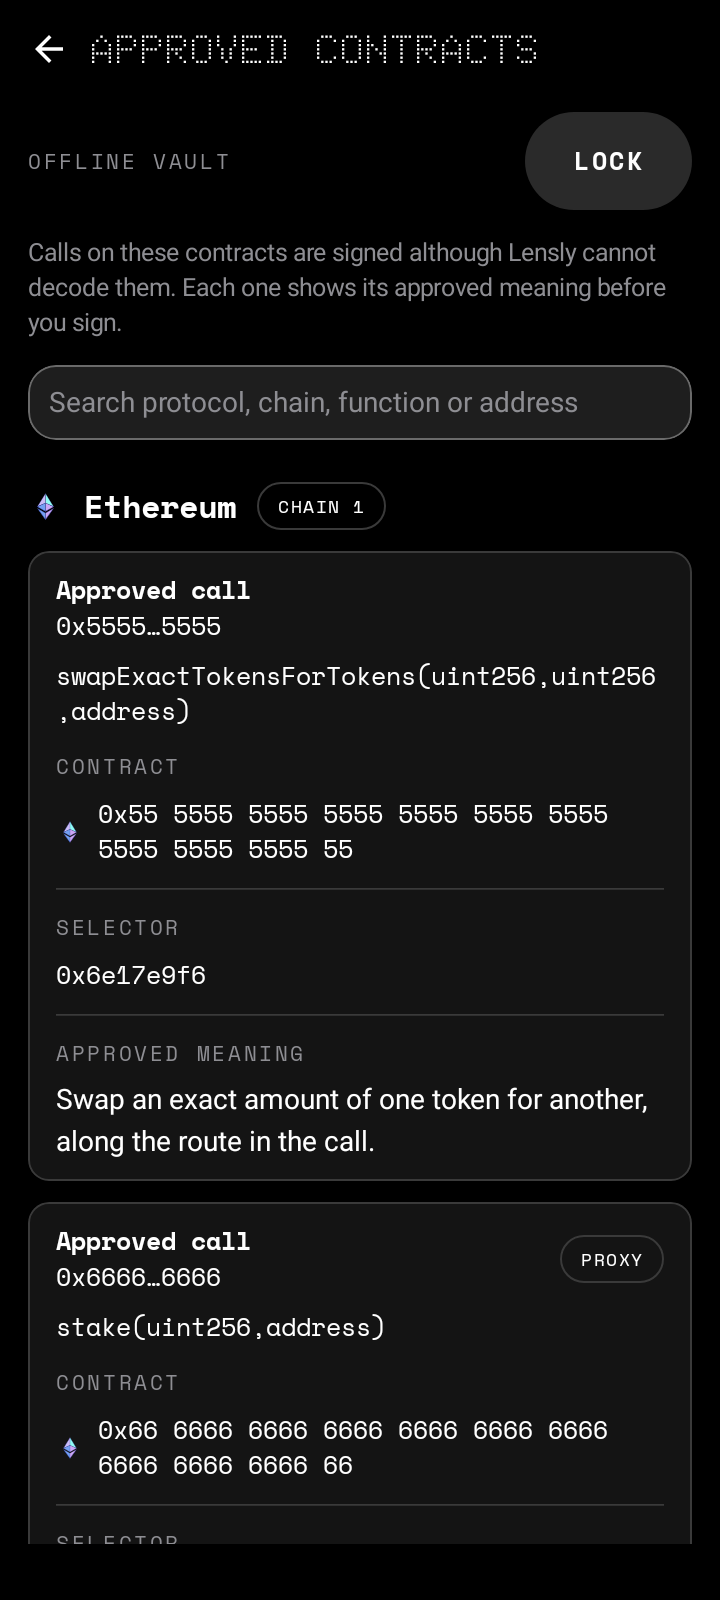 APPROVED CONTRACTS
OFFLINE VAULT
LOCK
Calls on these contracts are signed although Lensly cannot
decode them. Each one shows its approved meaning before
you sign.
Search protocol, chain, function or address
Ethereum
CHAIN 1
Approved call
0x5555…5555
swapExactTokensForTokens(uint256,uint256
,address)
CONTRACT
0x55 5555 5555 5555 5555 5555 5555
5555 5555 5555 55
SELECTOR
0x6e17e9f6
APPROVED MEANING
Swap an exact amount of one token for another,
along the route in the call.
Approved call
PROXY
0x6666…6666
stake(uint256,address)
CONTRACT
0x66 6666 6666 6666 6666 6666 6666
6666 6666 6666 66
SELECTOR